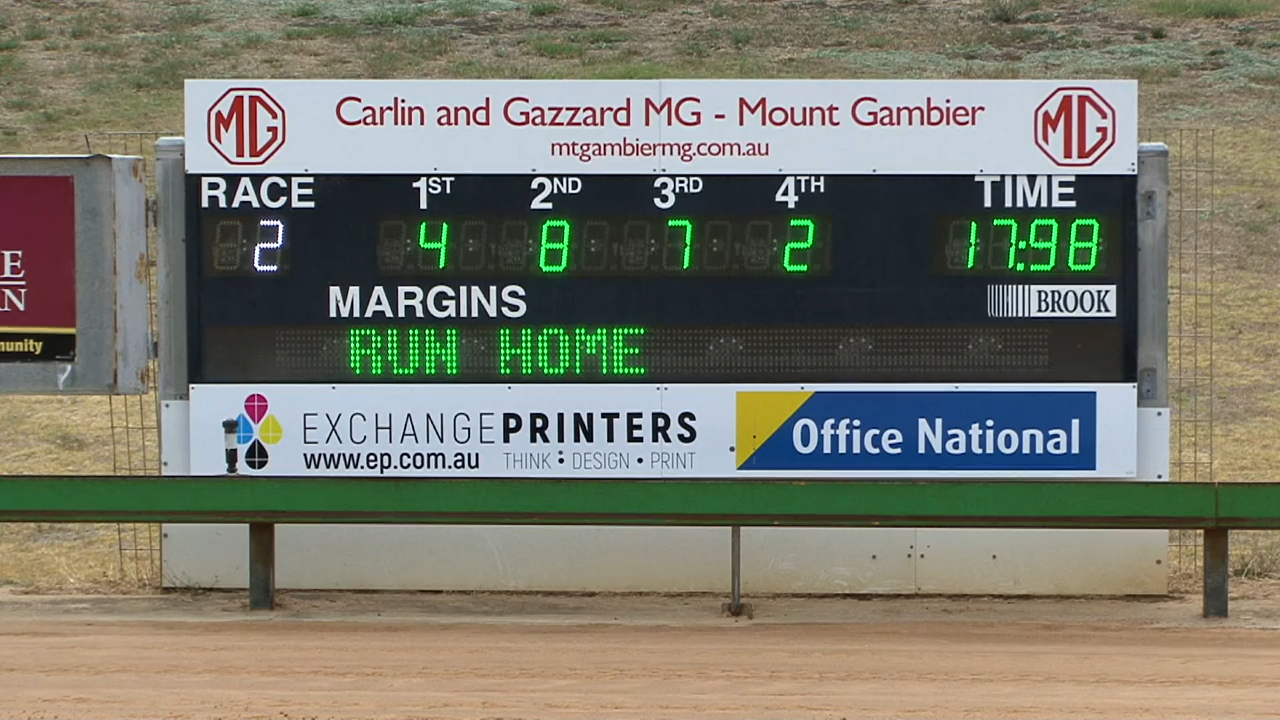 MG Carlin and Gazzard MG - Mount Gambier MG
mtgambiermg.com.au
RACE 1ST 2ND 3RD 4TH TIME
2 4 8 7 2 17:98
MARGINS BROOK
RUN HOME
E
AN
munity
EXCHANGEPRINTERS
www.ep.com.au THINK • DESIGN • PRINT
Office National